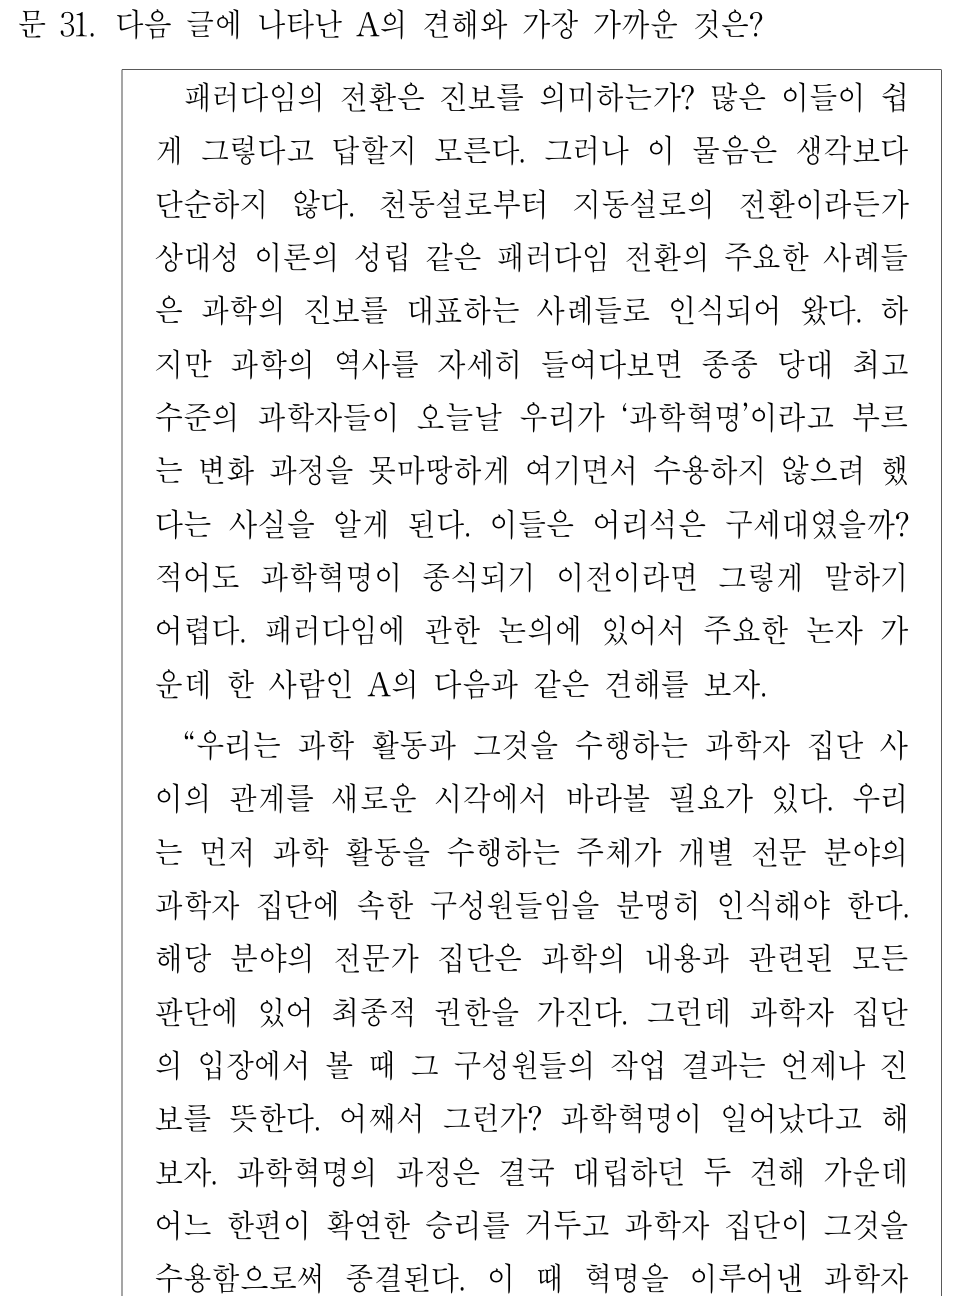 문 31. 다음 글에 나타난 A의 견해와 가장 가까운 것은?
패러다임의 전환은 진보를 의미하는가? 많은 이들이 쉽
게 그렇다고 답할지 모른다. 그러나 이 물음은 생각보다
단순하지 않다. 천동설로부터 지동설로의 전환이라든가
상대성 이론의 성립 같은 패러다임 전환의 주요한 사례들
은 과학의 진보를 대표하는 사례들로 인식되어 왔다. 하
지만 과학의 역사를 자세히 들여다보면 종종 당대 최고
수준의 과학자들이 오늘날 우리가 ‘과학혁명’이라고 부르
는 변화 과정을 못마땅하게 여기면서 수용하지 않으려 했
다는 사실을 알게 된다. 이들은 어리석은 구세대였을까?
적어도 과학혁명이 종식되기 이전이라면 그렇게 말하기
어렵다. 패러다임에 관한 논의에 있어서 주요한 논자 가
운데 한 사람인 A의 다음과 같은 견해를 보자.
“우리는 과학 활동과 그것을 수행하는 과학자 집단 사
이의 관계를 새로운 시각에서 바라볼 필요가 있다. 우리
는 먼저 과학 활동을 수행하는 주체가 개별 전문 분야의
과학자 집단에 속한 구성원들임을 분명히 인식해야 한다.
해당 분야의 전문가 집단은 과학의 내용과 관련된 모든
판단에 있어 최종적 권한을 가진다. 그런데 과학자 집단
의 입장에서 볼 때 그 구성원들의 작업 결과는 언제나 진
보를 뜻한다. 어째서 그런가? 과학혁명이 일어났다고 해
보자. 과학혁명의 과정은 결국 대립하던 두 견해 가운데
어느 한편이 확연한 승리를 거두고 과학자 집단이 그것을
수용함으로써 종결된다. 이 때 혁명을 이루어낸 과학자